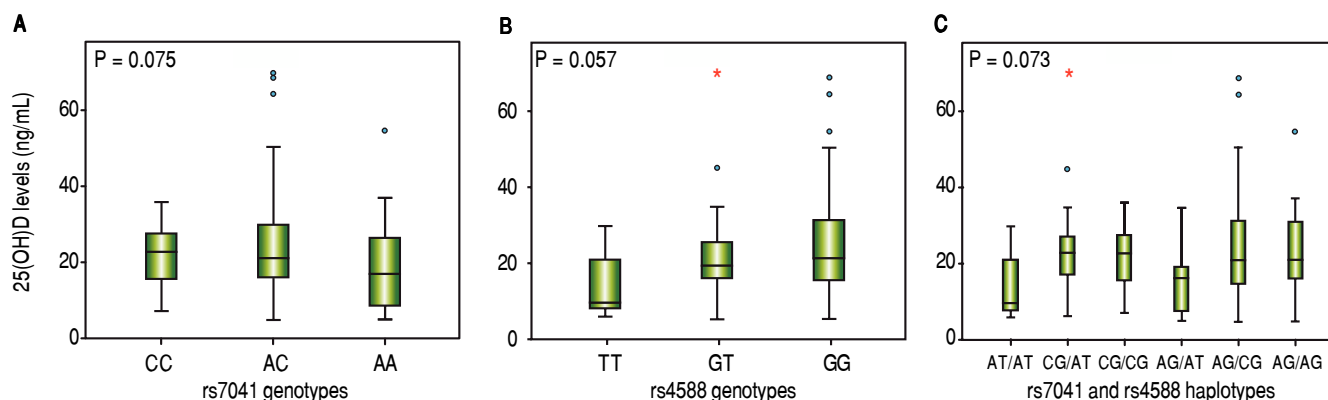 A
P = 0.075
25(OH)D levels (ng/mL)
60
40
20
0
CC AC AA
rs7041 genotypes
B
P = 0.057
60
40
20
0
TT GT GG
rs4588 genotypes
C
P = 0.073
60
40
20
0
AT/AT CG/AT CG/CG AG/AT AG/CG AG/AG
rs7041 and rs4588 haplotypes